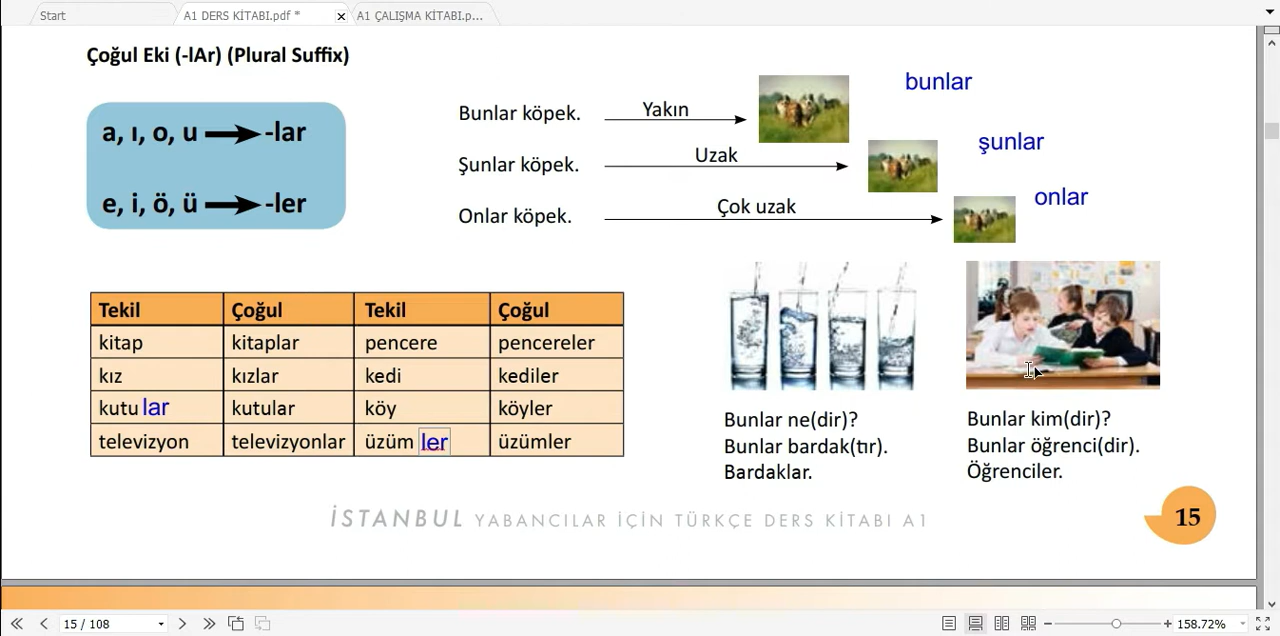 Start
A1 DERS KİTABI.pdf *
A1 ÇALIŞMA KİTABI.p...
Çoğul Eki (-lAr) (Plural Suffix)
a, ı, o, u -lar
e, i, ö, ü -ler
Bunlar köpek. Yakın bunlar
Şunlar köpek. Uzak şunlar
Onlar köpek. Çok uzak onlar
Tekil Çoğul Tekil Çoğul
kitap kitaplar pencere pencereler
kız kızlar kedi kediler
kutu lar kutular köy köyler
televizyon televizyonlar üzüm ler üzümler
Bunlar ne(dir)?
Bunlar bardak(tır).
Bardaklar.
Bunlar kim(dir)?
Bunlar öğrenci(dir).
Öğrenciler.
İSTANBUL YABANCILAR İÇİN TÜRKÇE DERS KİTABI A1
15
15 / 108
158.72%